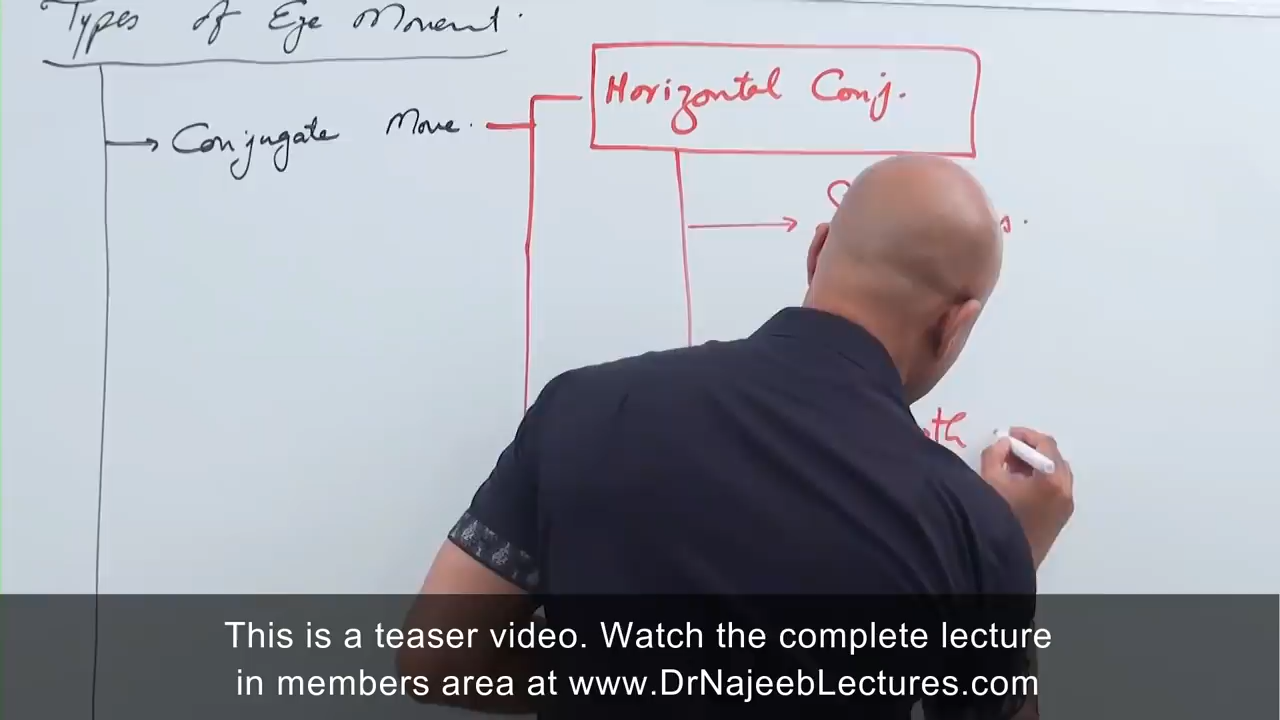 Types of Eye Movement.
Conjugate Move.
Horizontal Conj.
This is a teaser video. Watch the complete lecture
in members area at www.DrNajeebLectures.com